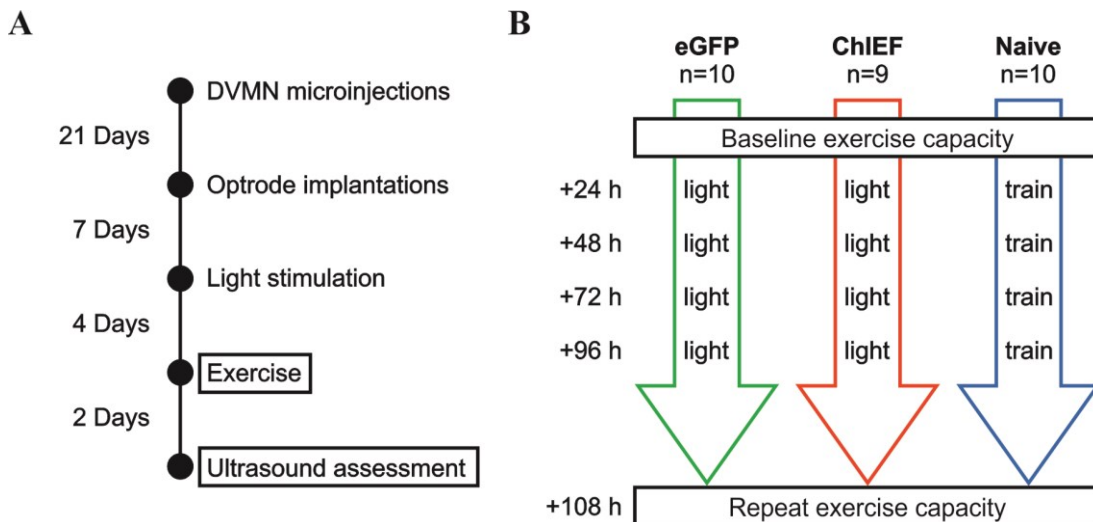 A
DVMN microinjections
21 Days
Optrode implantations
7 Days
Light stimulation
4 Days
Exercise
2 Days
Ultrasound assessment
B
eGFP ChIEF Naive
n=10 n=9 n=10
Baseline exercise capacity
+24 h light light train
+48 h light light train
+72 h light light train
+96 h light light train
+108 h Repeat exercise capacity